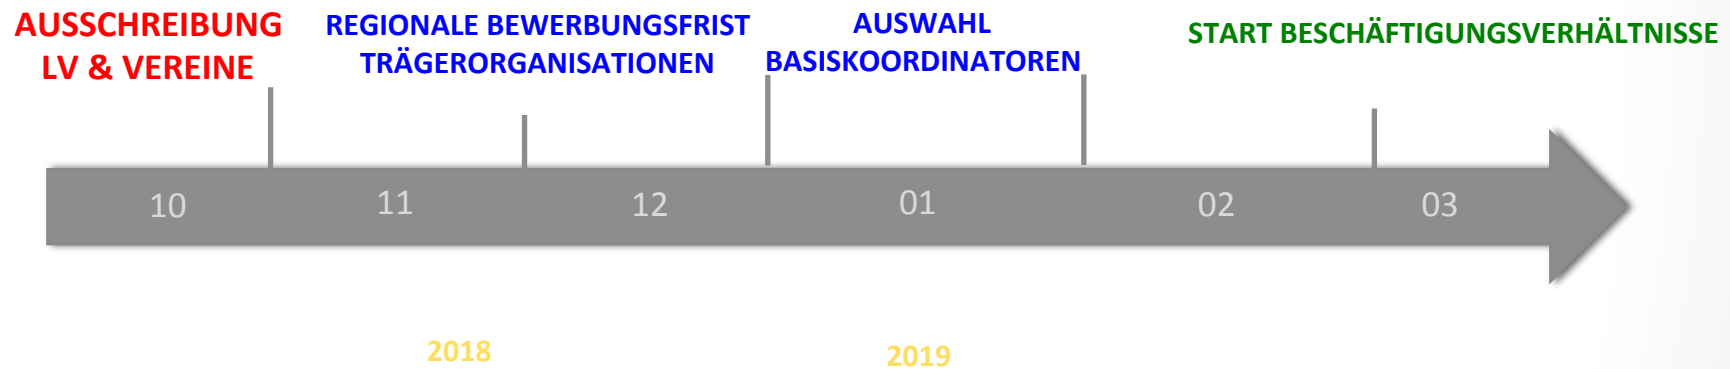 AUSSCHREIBUNG
LV & VEREINE
REGIONALE BEWERBUNGSFRIST
TRÄGERORGANISATIONEN
AUSWAHL
BASISKOORDINATOREN
START BESCHÄFTIGUNGSVERHÄLTNISSE
10
11
12
01
02
03
2018
2019